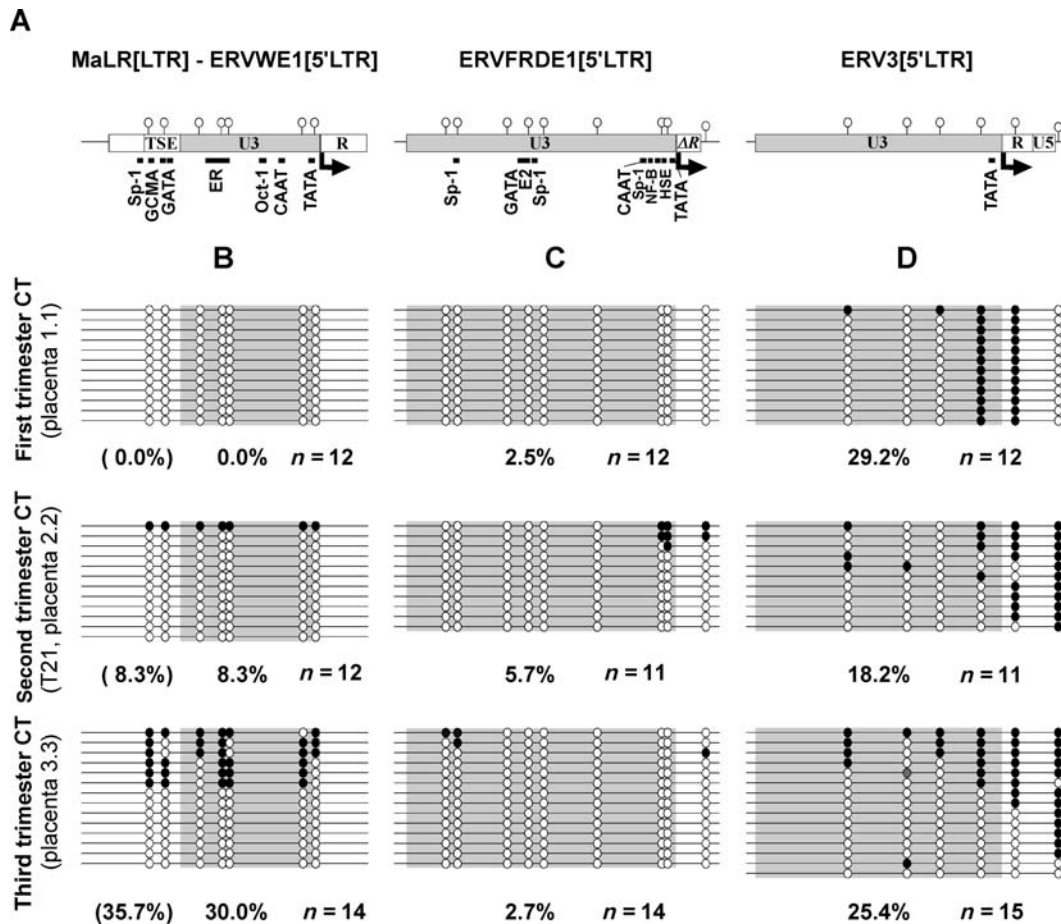 A
MaLR[LTR] - ERVWE1[5'LTR]
ERVFRDE1[5'LTR]
ERV3[5'LTR]
TSE U3 R
U3 ΔR
U3 R U5
Sp-1 GCMA GATA ER Oct-1 CAAT TATA
Sp-1 GATA E2 Sp-1 CAAT Sp-1 NF-B HSE TATA
TATA
B C D
First trimester CT
(placenta 1.1)
( 0.0%) 0.0% n = 12
2.5% n = 12
29.2% n = 12
Second trimester CT
(T21, placenta 2.2)
( 8.3%) 8.3% n = 12
5.7% n = 11
18.2% n = 11
Third trimester CT
(placenta 3.3)
(35.7%) 30.0% n = 14
2.7% n = 14
25.4% n = 15